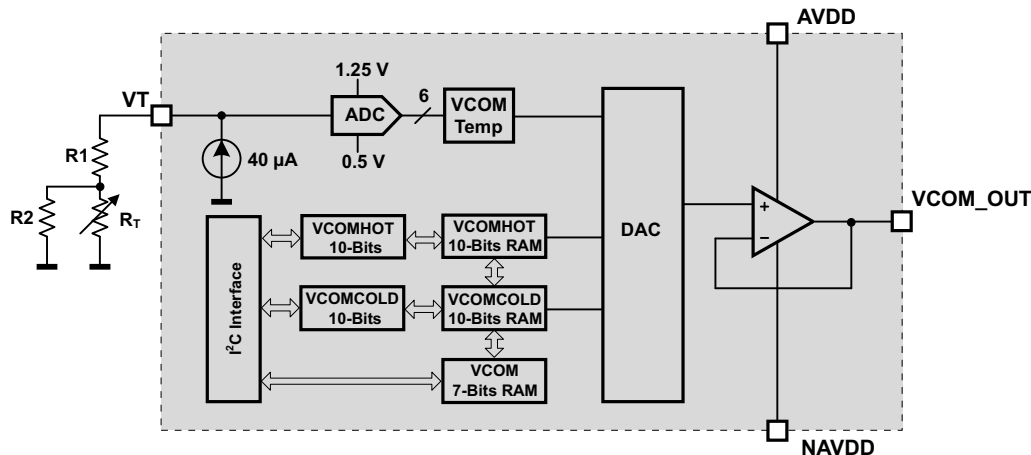 AVDD
1.25 V
VT
ADC
6
VCOM
Temp
0.5 V
40 µA
R1
R2
RT
VCOM_OUT
+
−
DAC
I²C Interface
VCOMHOT
10-Bits
VCOMHOT
10-Bits RAM
VCOMCOLD
10-Bits
VCOMCOLD
10-Bits RAM
VCOM
7-Bits RAM
NAVDD